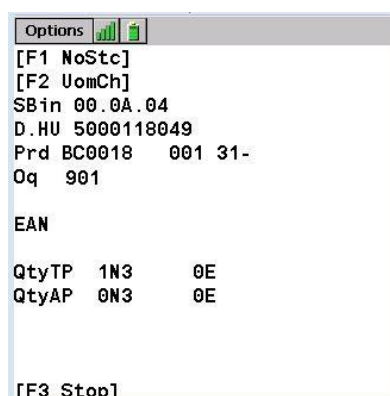 Options
[F1 NoStc]
[F2 UomCh]
SBin 00.0A.04
D.HU 5000118049
Prd BC0018 001 31-
Oq 901
EAN
QtyTP 1N3 0E
QtyAP 0N3 0E
[F3 Stop]